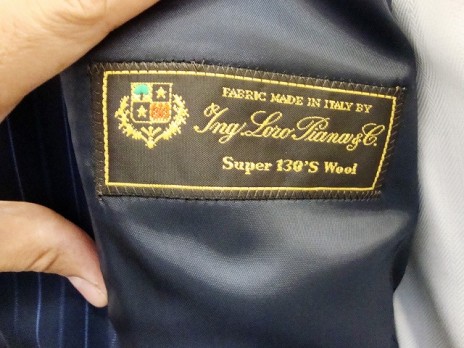 FABRIC MADE IN ITALY BY
Ing Loro Piana & C.
Super 130'S Wool